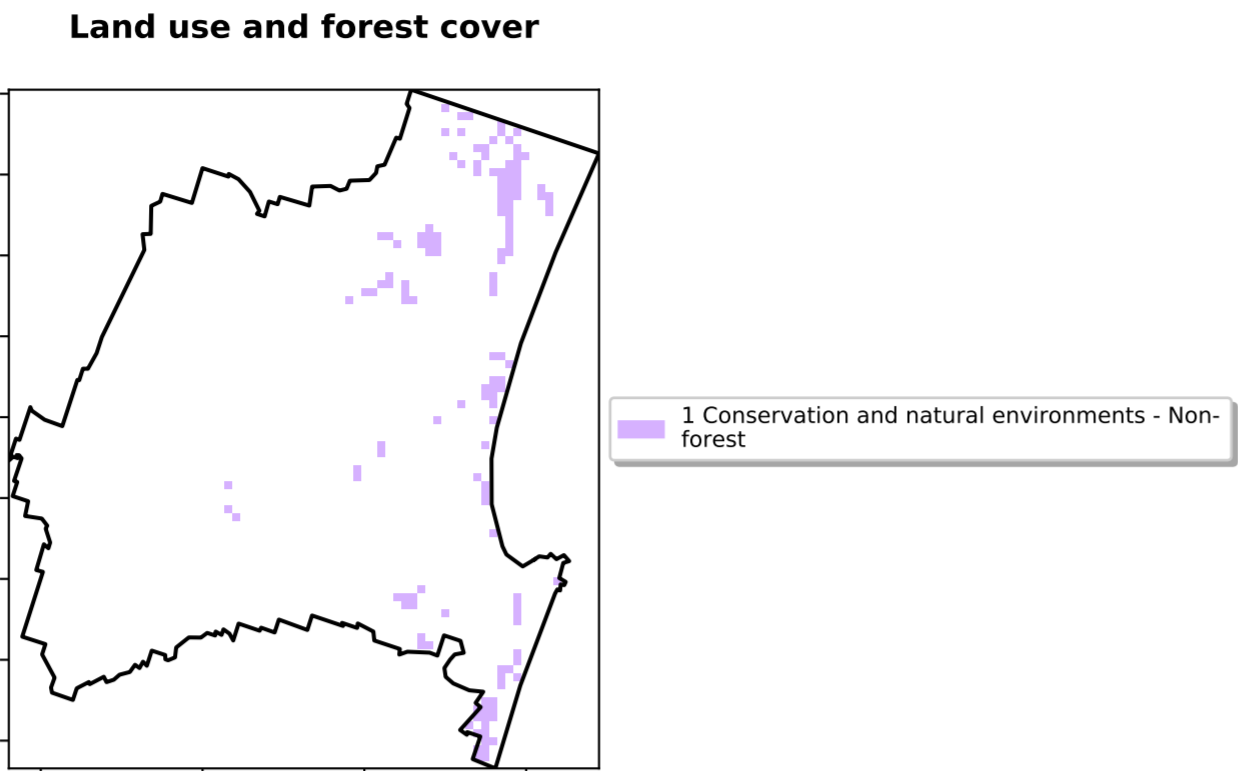 Land use and forest cover
1 Conservation and natural environments - Non-
forest